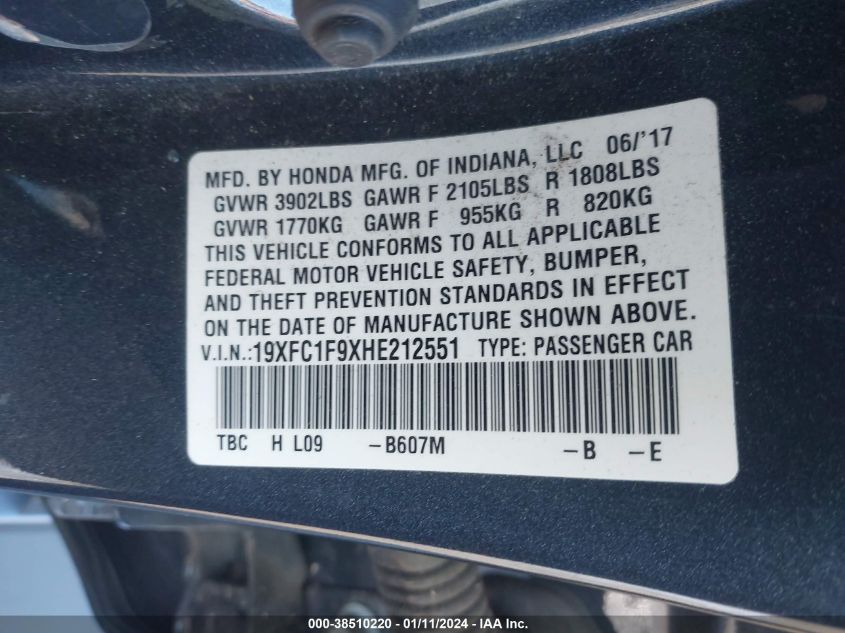 MFD. BY HONDA MFG. OF INDIANA, LLC 06/'17
GVWR 3902LBS GAWR F 2105LBS R 1808LBS
GVWR 1770KG GAWR F 955KG R 820KG
THIS VEHICLE CONFORMS TO ALL APPLICABLE
FEDERAL MOTOR VEHICLE SAFETY, BUMPER,
AND THEFT PREVENTION STANDARDS IN EFFECT
ON THE DATE OF MANUFACTURE SHOWN ABOVE.
V.I.N.:19XFC1F9XHE212551 TYPE: PASSENGER CAR
TBC H L09 -B607M -B -E
000-38510220 - 01/11/2024 - IAAI Inc.